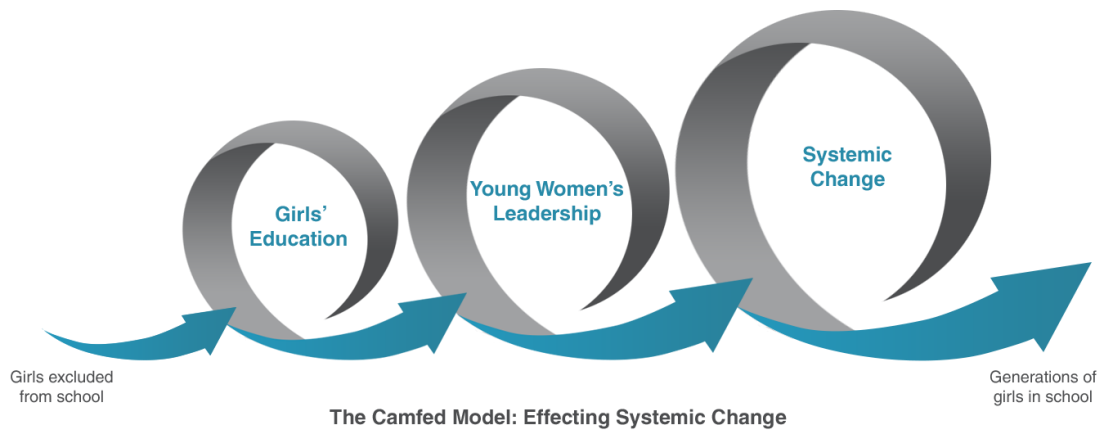 Girls'
Education
Young Women's
Leadership
Systemic
Change
Girls excluded
from school
Generations of
girls in school
The Camfed Model: Effecting Systemic Change